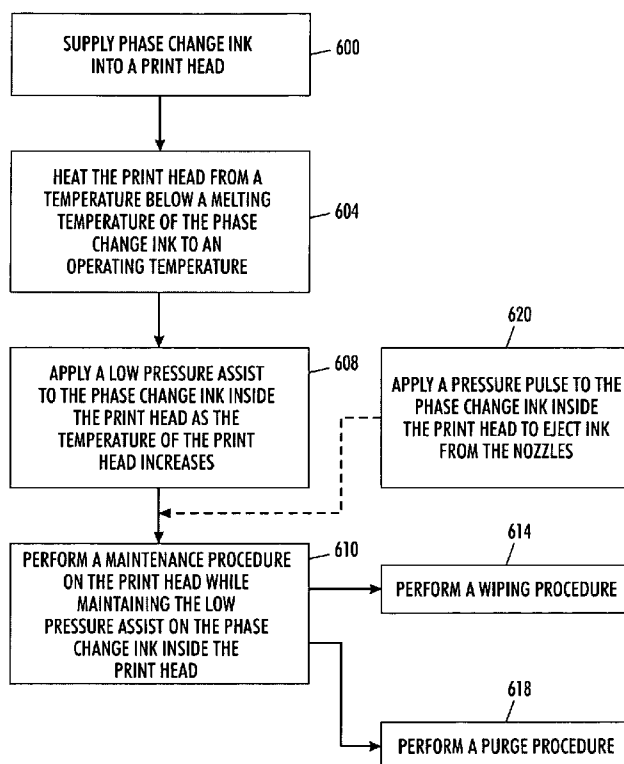 SUPPLY PHASE CHANGE INK
INTO A PRINT HEAD
600
HEAT THE PRINT HEAD FROM A
TEMPERATURE BELOW A MELTING
TEMPERATURE OF THE PHASE
CHANGE INK TO AN
OPERATING TEMPERATURE
604
APPLY A LOW PRESSURE ASSIST
TO THE PHASE CHANGE INK INSIDE
THE PRINT HEAD AS THE
TEMPERATURE OF THE PRINT
HEAD INCREASES
608
620
APPLY A PRESSURE PULSE TO THE
PHASE CHANGE INK INSIDE
THE PRINT HEAD TO EJECT INK
FROM THE NOZZLES
PERFORM A MAINTENANCE PROCEDURE
ON THE PRINT HEAD WHILE
MAINTAINING THE LOW
PRESSURE ASSIST ON THE PHASE
CHANGE INK INSIDE THE
PRINT HEAD
610
614
PERFORM A WIPING PROCEDURE
618
PERFORM A PURGE PROCEDURE